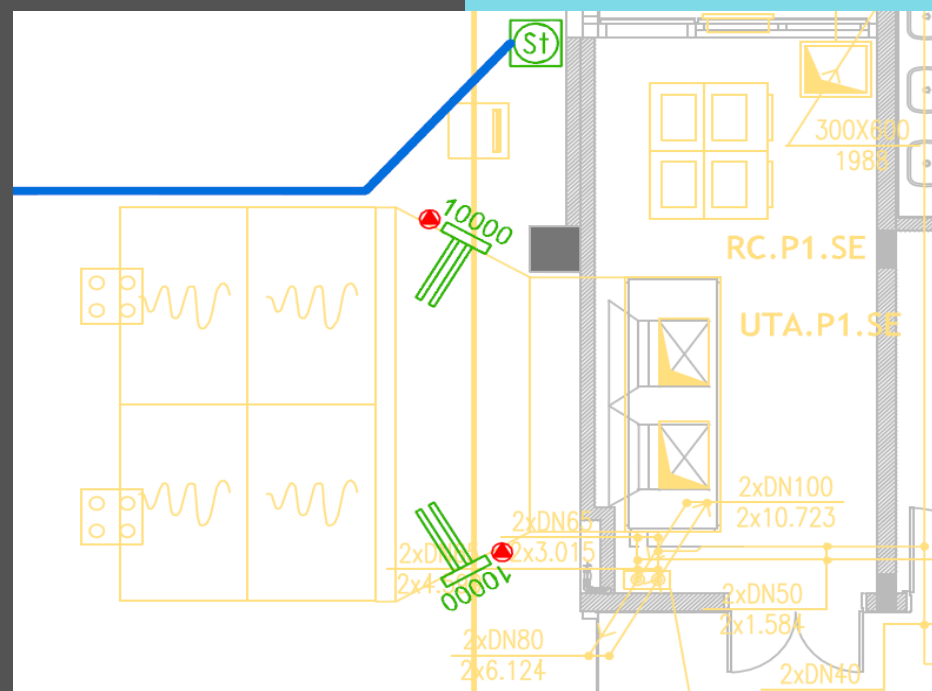 St
300X600
1988
10000
RC.P1.SE
UTA.P1.SE
2xDN100
2x10.723
2xDN65
2x3.015
10000
2xDN50
2x1.584
2xDN80
2x6.124
2xDN40